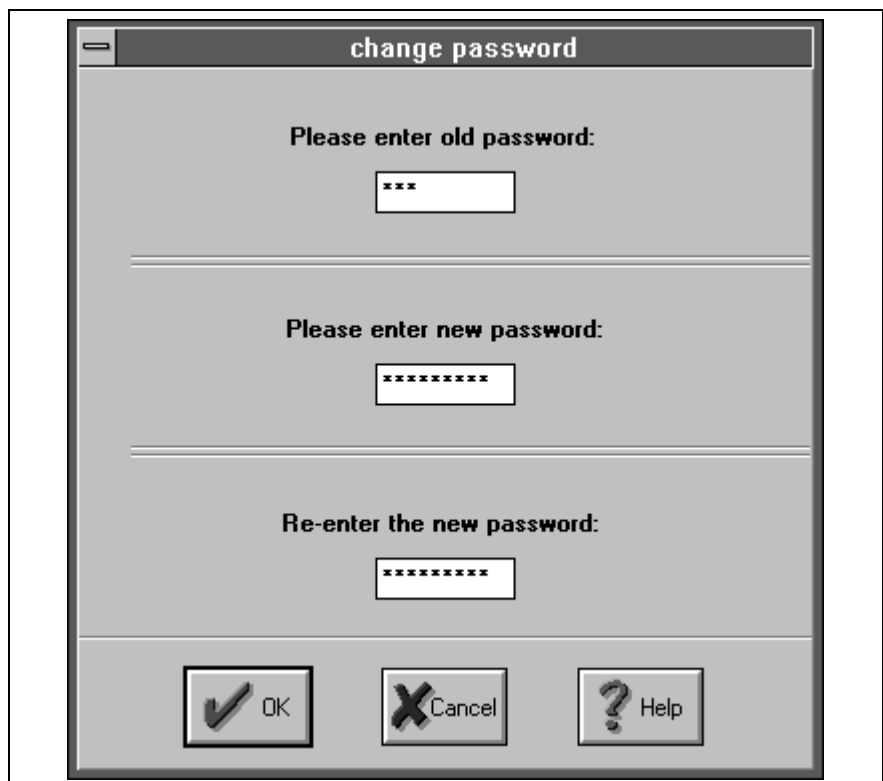 change password
Please enter old password:
***
Please enter new password:
*********
Re-enter the new password:
*********
OK Cancel Help